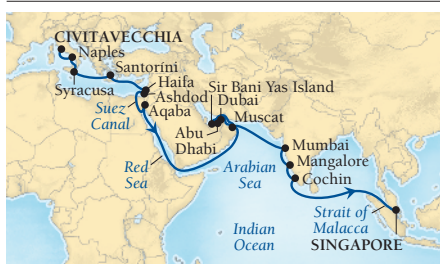 CIVITAVECCHIA
Naples
Santorini
Syracusa
Haifa
Ashdod
Aqaba
Suez
Canal
Sir Bani Yas Island
Dubai
Muscat
Abu
Dhabi
Red
Sea
Arabian
Sea
Mumbai
Mangalore
Cochin
Strait of
Malacca
Indian
Ocean
SINGAPORE